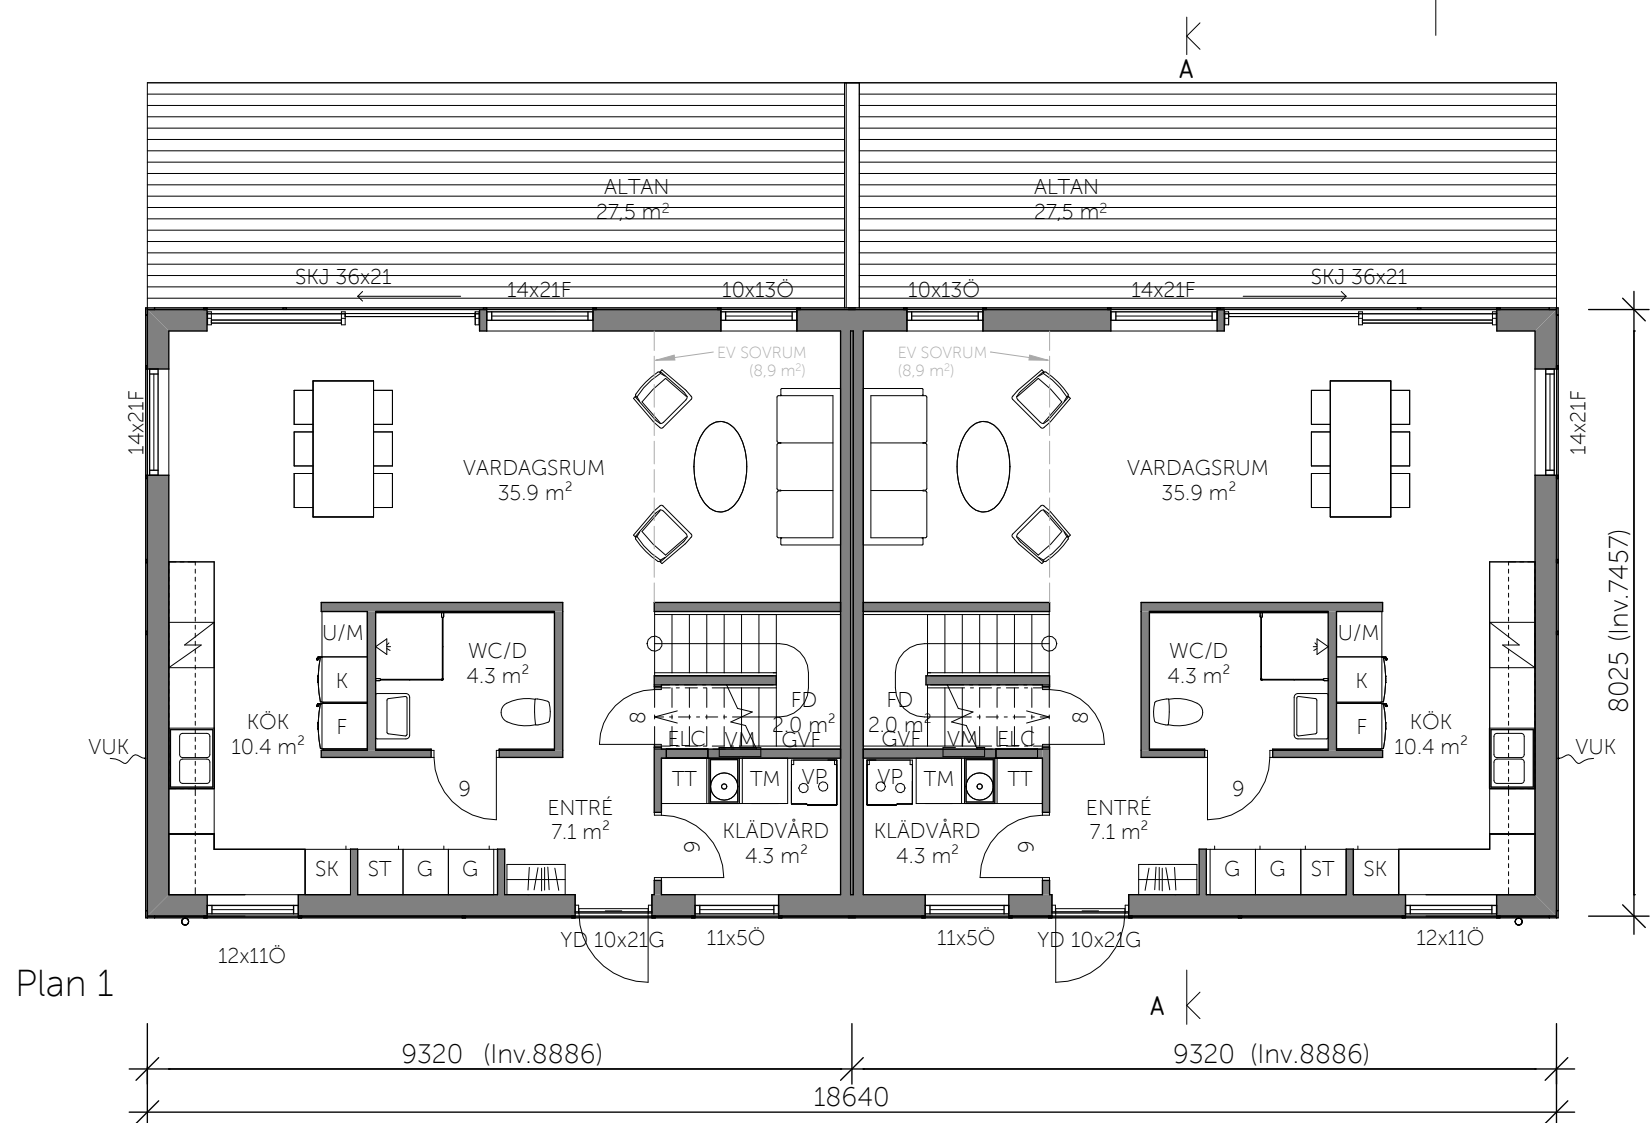 A
ALTAN
27,5 m²
ALTAN
27,5 m²
SKJ 36x21
14x21F
10x13Ö
10x13Ö
14x21F
SKJ 36x21
EV SOVRUM
(8,9 m²)
EV SOVRUM
(8,9 m²)
14x21F
14x21F
VARDAGSRUM
35.9 m²
VARDAGSRUM
35.9 m²
8025 (Inv.7457)
U/M
K
F
WC/D
4.3 m²
KÖK
10.4 m²
VUK
8
FD
2.0 m²
ELC
VM
GVF
FD
2.0 m²
GVF
VM
ELC
8
WC/D
4.3 m²
U/M
K
F
KÖK
10.4 m²
VUK
9
TT
TM
VP
VP
TM
TT
9
ENTRÉ
7.1 m²
KLÄDVÅRD
4.3 m²
9
KLÄDVÅRD
4.3 m²
9
ENTRÉ
7.1 m²
SK
ST
G
G
G
G
ST
SK
12x11Ö
YD 10x21G
11x5Ö
11x5Ö
YD 10x21G
12x11Ö
Plan 1
A
9320 (Inv.8886)
9320 (Inv.8886)
18640